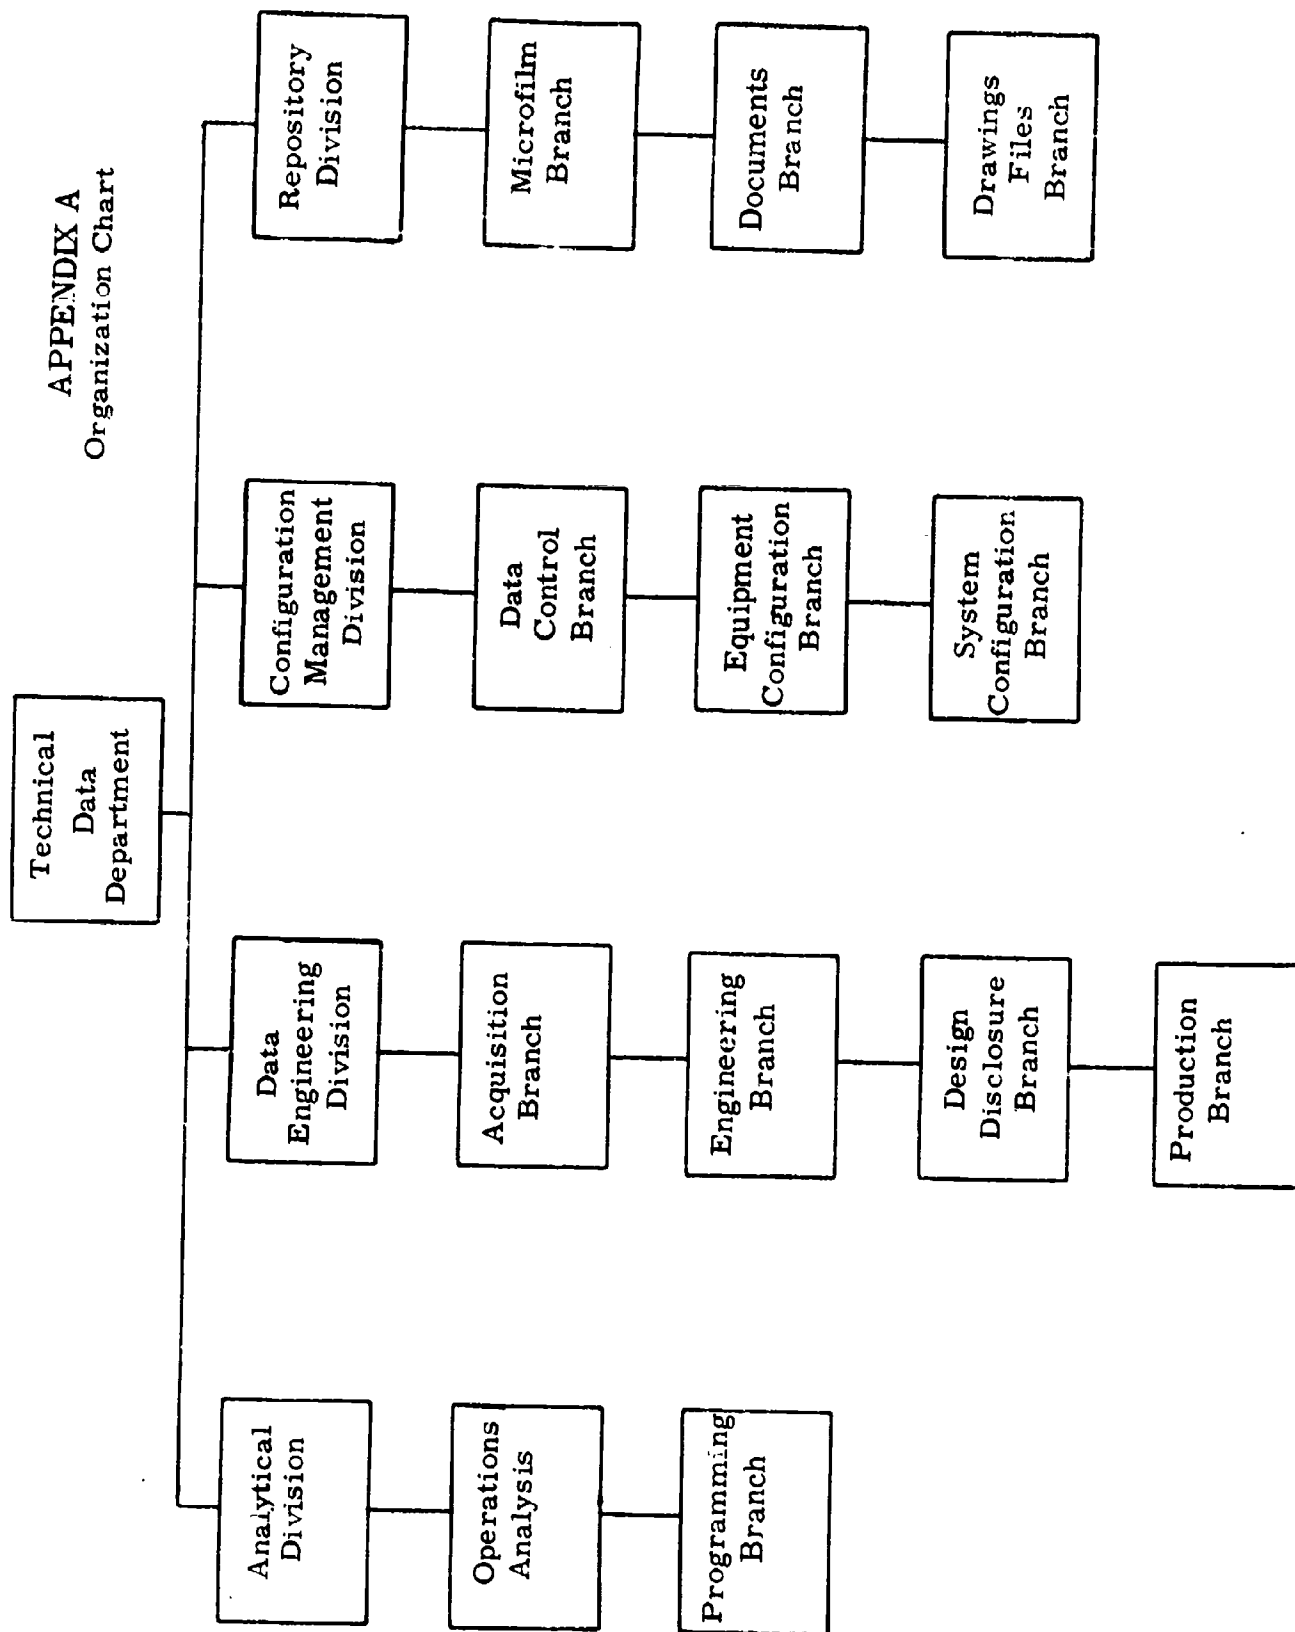 APPENDIX A
Organization Chart
Technical
Data
Department
Analytical
Division
Operations
Analysis
Programming
Branch
Data
Engineering
Division
Acquisition
Branch
Engineering
Branch
Design
Disclosure
Branch
Production
Branch
Configuration
Management
Division
Data
Control
Branch
Equipment
Configuration
Branch
System
Configuration
Branch
Repository
Division
Microfilm
Branch
Documents
Branch
Drawings
Files
Branch